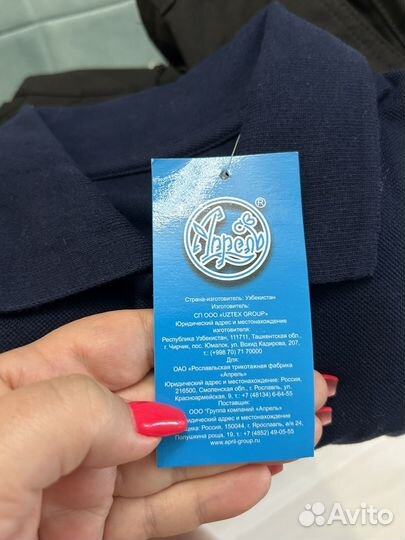 Апрель ®
Страна-изготовитель: Узбекистан
Изготовитель:
СП ООО «UZTEX GROUP»
Юридический адрес и местонахождение
изготовителя:
Республика Узбекистан, 111711, Ташкентская обл.,
г. Чирчик, пос. Юмалок, ул. Вохид Кадирова, 207,
т.: (+998 70) 71 70000
Для:
ОАО «Рославльская трикотажная фабрика
«Апрель»
Юридический адрес и местонахождение: Россия,
216500, Смоленская обл., г. Рославль, ул.
Красноармейская, 9, т.: +7 (48134) 6-64-55
Поставщик:
ООО «Группа компаний «Апрель»
Юридический адрес и местонахождение
Россия, 150044, г. Ярославль, а/я 24,
Полушкина роща, 19, т.: +7 (4852) 49-05-55
www.april-group.ru
Avito